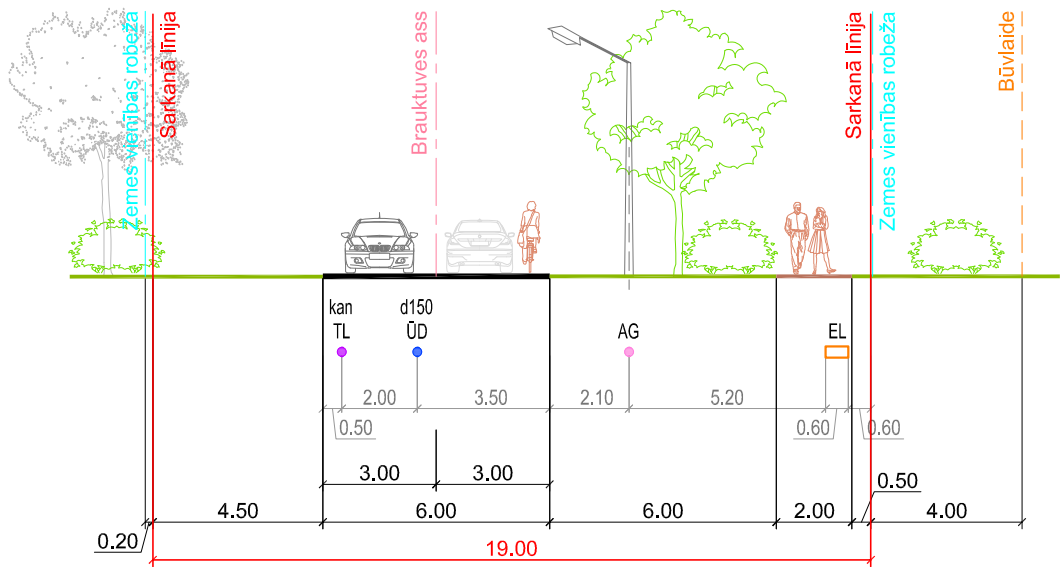 Zemes vienības robeža
Sarkanā līnija
Brauktuves ass
Sarkanā līnija
Zemes vienības robeža
Būvlaide
kan
TL
d150
ŪD
AG
EL
2.00
3.50
2.10
5.20
0.50
0.60
0.60
3.00
3.00
0.50
4.50
6.00
6.00
2.00
4.00
0.20
19.00